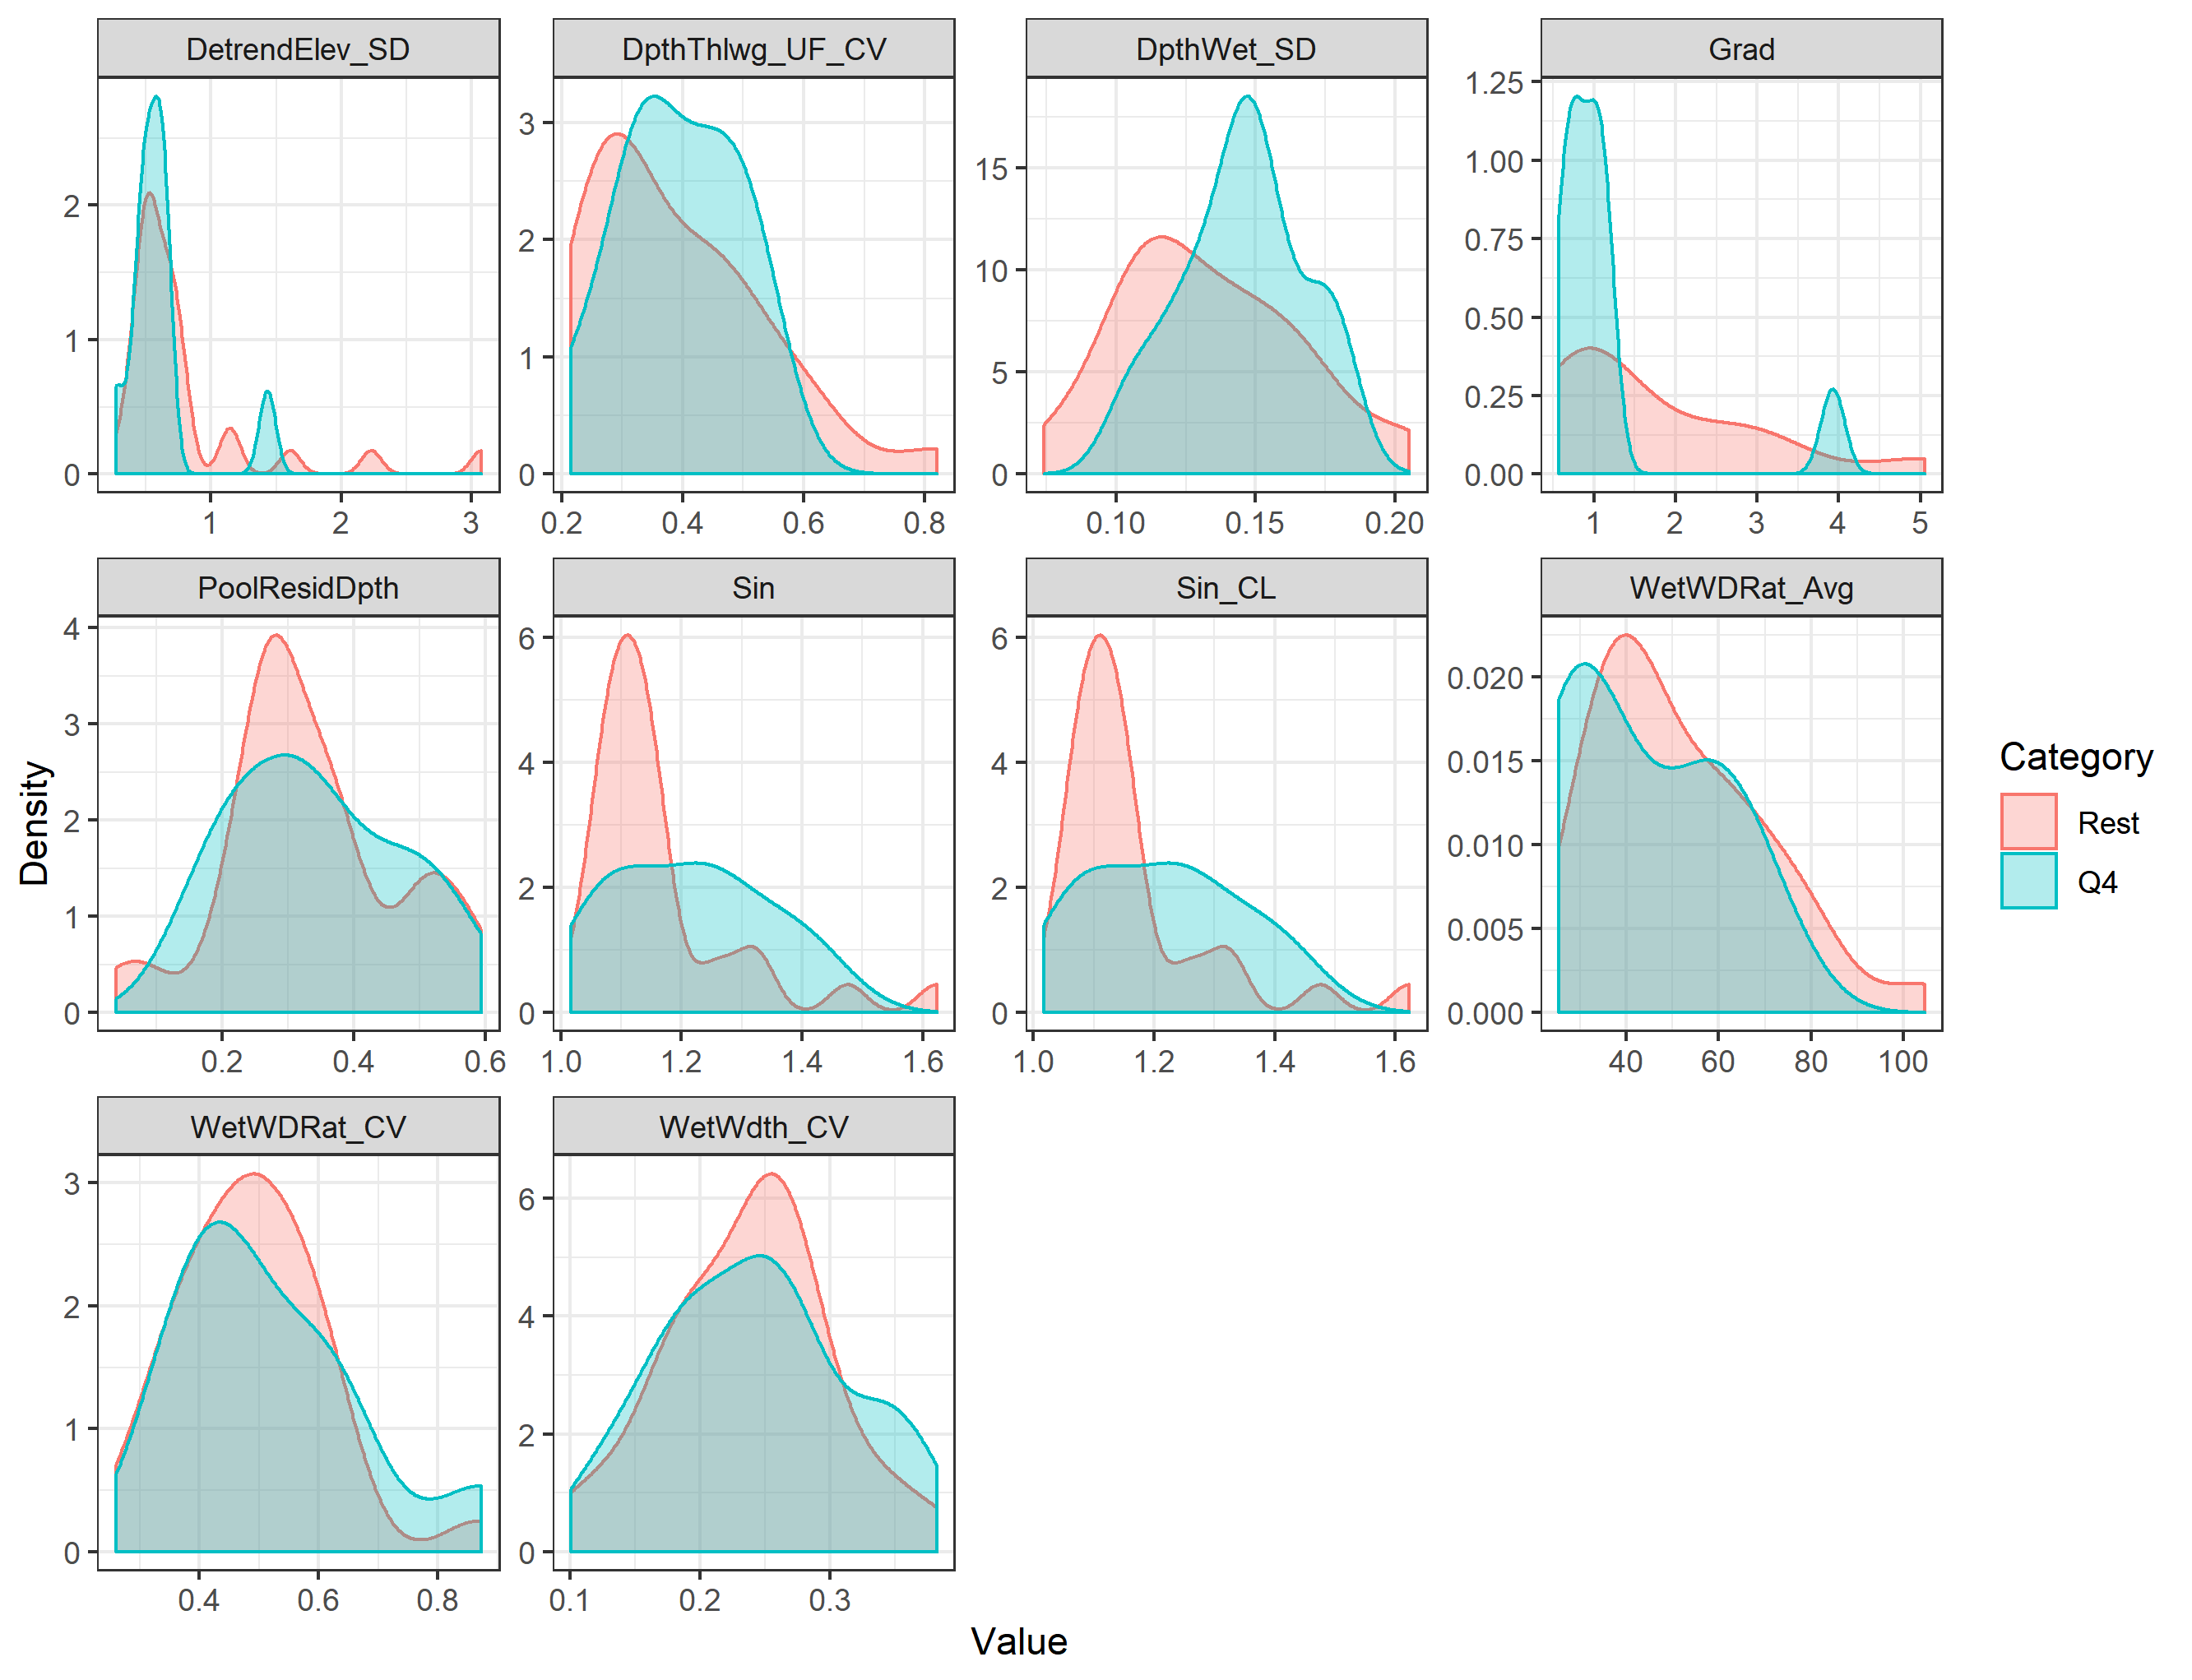 DetrendElev_SD DpthThlwg_UF_CV DpthWet_SD Grad
0 1 2
1 2 3
0 1 2 3
0.2 0.4 0.6 0.8
0 5 10 15
0.10 0.15 0.20
0.00 0.25 0.50 0.75 1.00 1.25
1 2 3 4 5
PoolResidDpth Sin Sin_CL WetWDRat_Avg
0 1 2 3 4
0.2 0.4 0.6
0 2 4 6
1.0 1.2 1.4 1.6
0 2 4 6
1.0 1.2 1.4 1.6
0.000 0.005 0.010 0.015 0.020
40 60 80 100
WetWDRat_CV WetWdth_CV
0 1 2 3
0.4 0.6 0.8
0 2 4 6
0.1 0.2 0.3
Density
Value
Category
Rest
Q4